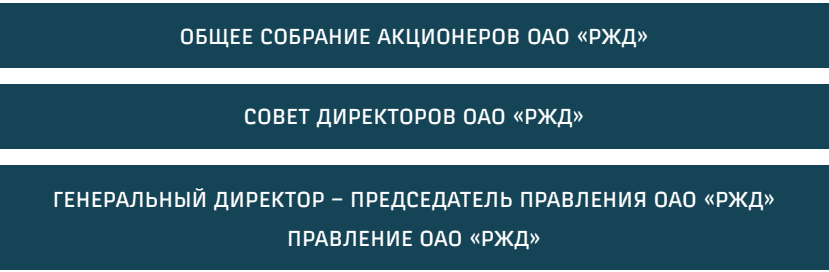 ОБЩЕЕ СОБРАНИЕ АКЦИОНЕРОВ ОАО «РЖД»
СОВЕТ ДИРЕКТОРОВ ОАО «РЖД»
ГЕНЕРАЛЬНЫЙ ДИРЕКТОР – ПРЕДСЕДАТЕЛЬ ПРАВЛЕНИЯ ОАО «РЖД»
ПРАВЛЕНИЕ ОАО «РЖД»